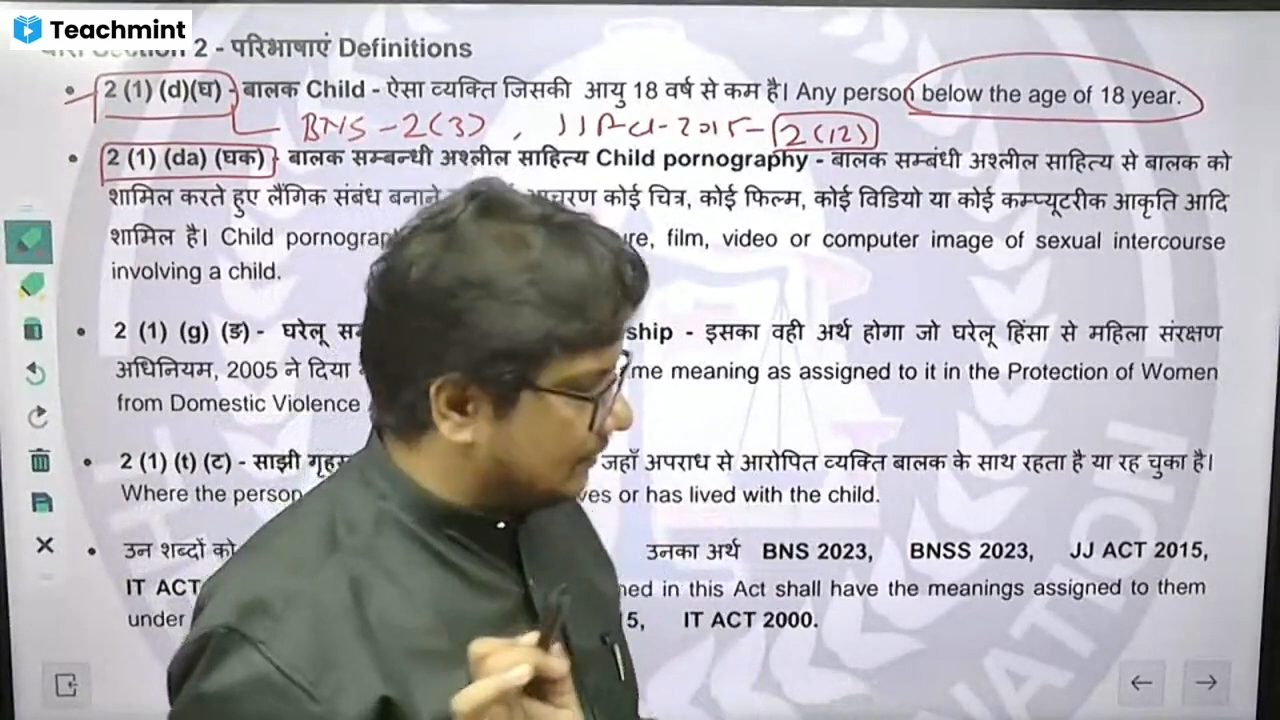 Teachmint
Section 2 - परिभाषाएं Definitions
2 (1) (d)(घ) - बालक Child - ऐसा व्यक्ति जिसकी आयु 18 वर्ष से कम है। Any person below the age of 18 year.
BNS - 2(3) , JJ Act - 2015 - 2(12)
2 (1) (da) (घक) - बालक सम्बन्धी अश्लील साहित्य Child pornography - बालक सम्बंधी अश्लील साहित्य से बालक को
शामिल करते हुए लैंगिक संबंध बनाने कोई चित्र, कोई फिल्म, कोई विडियो या कोई कम्प्यूटरीक आकृति आदि
शामिल है। Child film, video or computer image of sexual intercourse
involving a child.
2 (1) (g) (ङ) - घरेलू इसका वही अर्थ होगा जो घरेलू हिंसा से महिला संरक्षण
अधिनियम, 2005 ने दिया meaning as assigned to it in the Protection of Women
from Domestic Violence
2 (1) (t) (ट) - साझी जहाँ अपराध से आरोपित व्यक्ति बालक के साथ रहता है या रह चुका है।
Where the person or has lived with the child.
उन शब्दों को उनका अर्थ BNS 2023, BNSS 2023, JJ ACT 2015,
IT ACT in this Act shall have the meanings assigned to them
under IT ACT 2000.
NATION